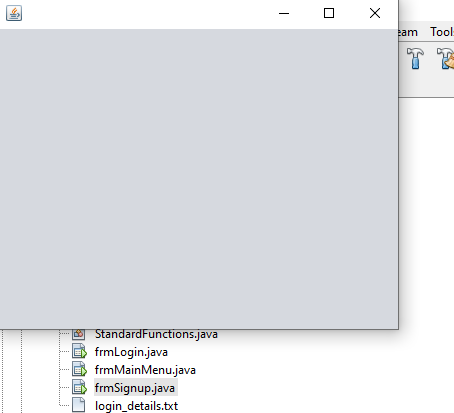 eam Tools
StandardFunctions.java
frmLogin.java
frmMainMenu.java
frmSignup.java
login_details.txt